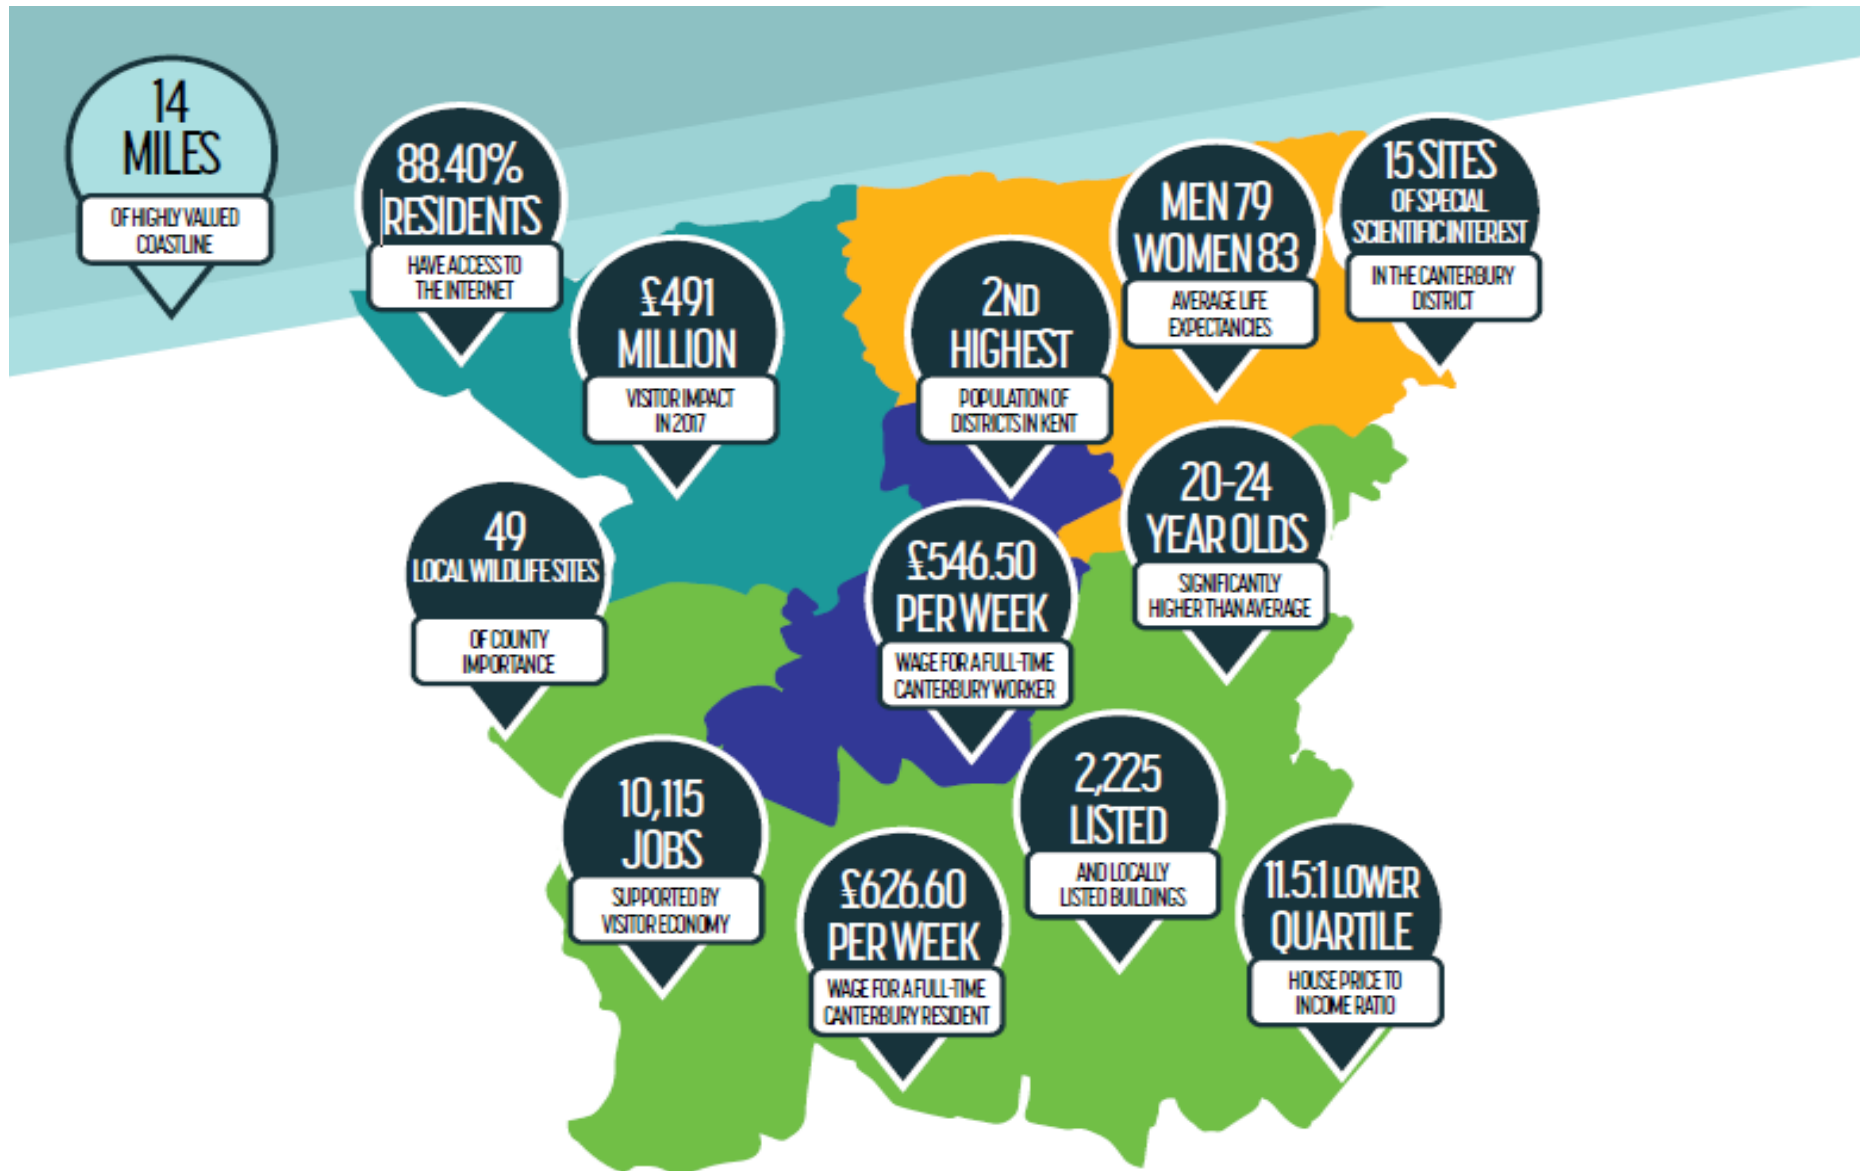 14
MILES
OF HIGHLY VALUED
COASTLINE
88.40%
RESIDENTS
HAVE ACCESS TO
THE INTERNET
£491
MILLION
VISITOR IMPACT
IN 2017
2ND
HIGHEST
POPULATION OF
DISTRICTS IN KENT
MEN 79
WOMEN 83
AVERAGE LIFE
EXPECTANCIES
15 SITES
OF SPECIAL
SCIENTIFIC INTEREST
IN THE CANTERBURY
DISTRICT
49
LOCAL WILDLIFE SITES
OF COUNTY
IMPORTANCE
£546.50
PER WEEK
WAGE FOR A FULL-TIME
CANTERBURY WORKER
20-24
YEAR OLDS
SIGNIFICANTLY
HIGHER THAN AVERAGE
10,115
JOBS
SUPPORTED BY
VISITOR ECONOMY
£626.60
PER WEEK
WAGE FOR A FULL-TIME
CANTERBURY RESIDENT
2,225
LISTED
AND LOCALLY
LISTED BUILDINGS
11.5:1 LOWER
QUARTILE
HOUSE PRICE TO
INCOME RATIO